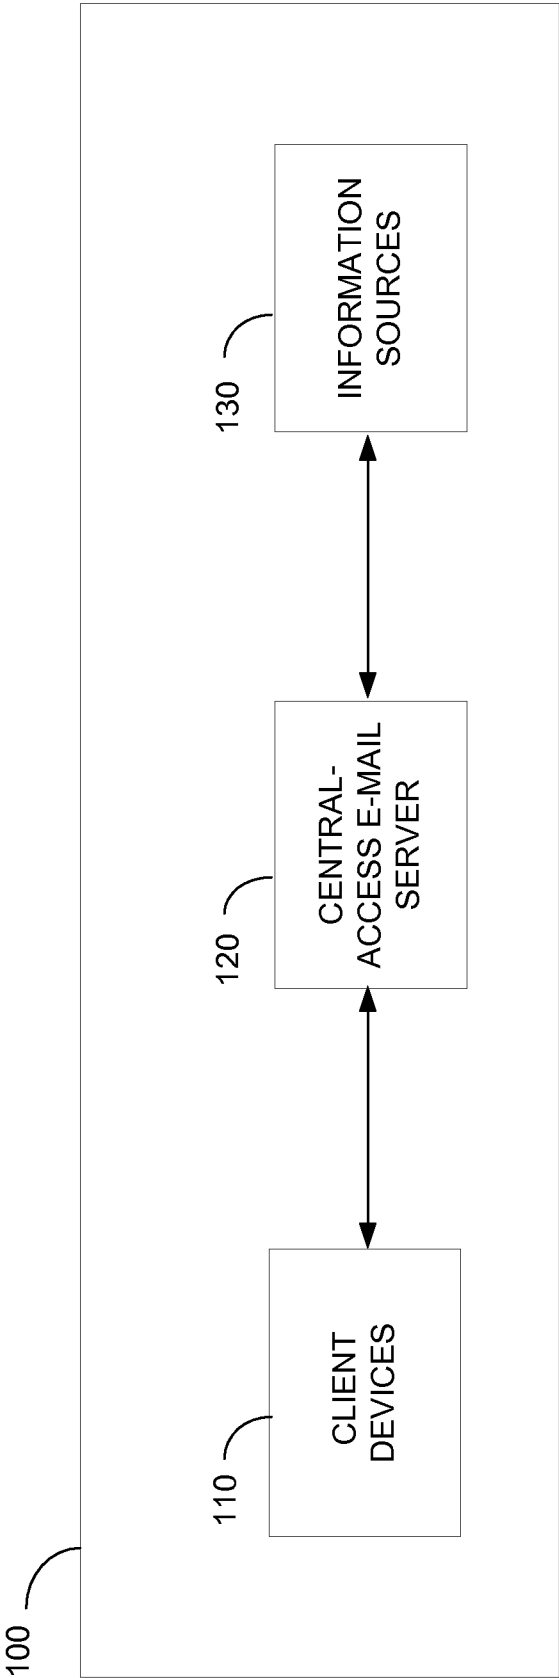 100
110
CLIENT
DEVICES
120
CENTRAL-
ACCESS E-MAIL
SERVER
130
INFORMATION
SOURCES